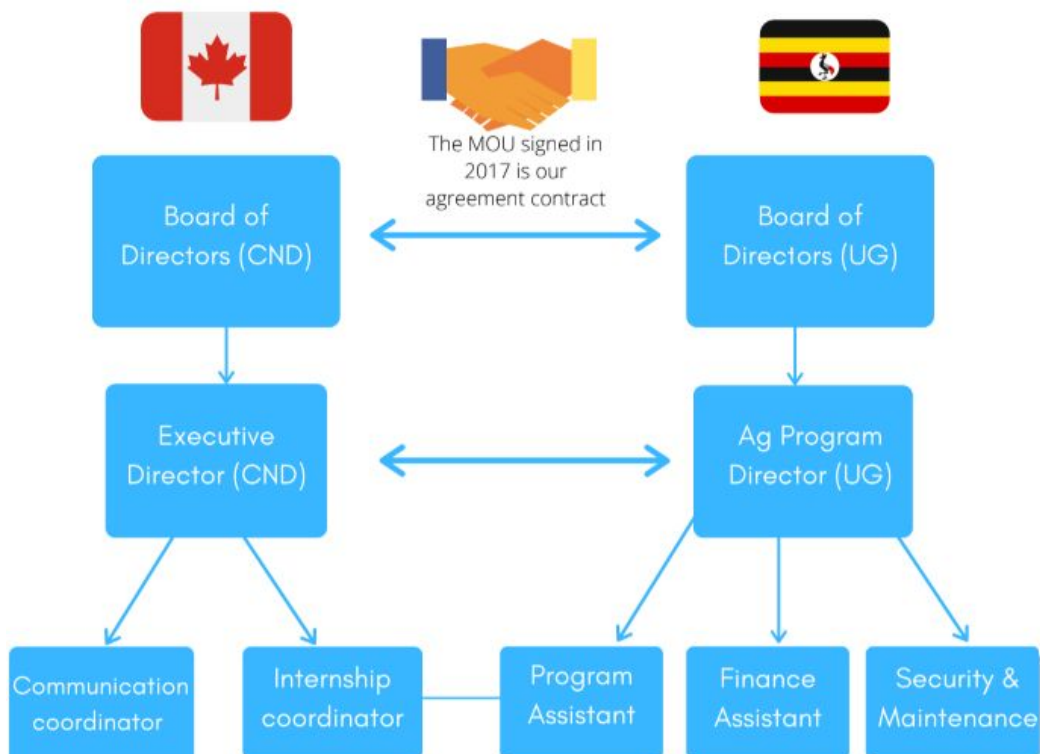 The MOU signed in
2017 is our
agreement contract
Board of
Directors (CND)
Board of
Directors (UG)
Executive
Director (CND)
Ag Program
Director (UG)
Communication
coordinator
Internship
coordinator
Program
Assistant
Finance
Assistant
Security &
Maintenance